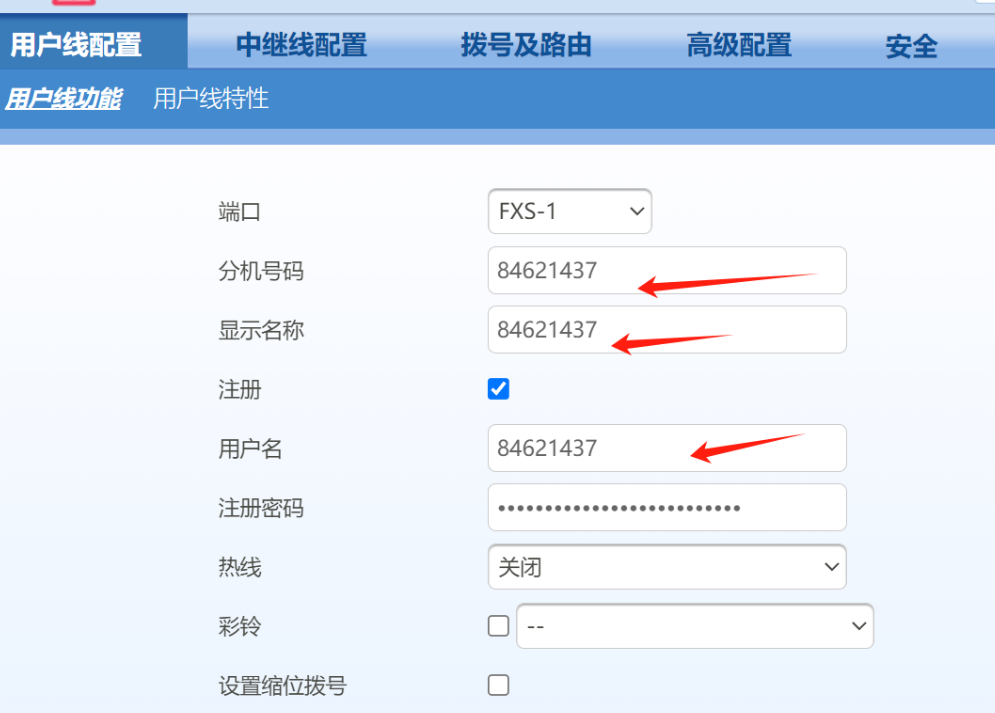 用户线配置 中继线配置 拨号及路由 高级配置 安全
用户线功能 用户线特性
端口 FXS-1
分机号码 84621437
显示名称 84621437
注册
用户名 84621437
注册密码 ••••••••••••••••••••••••••
热线 关闭
彩铃 --
设置缩位拨号